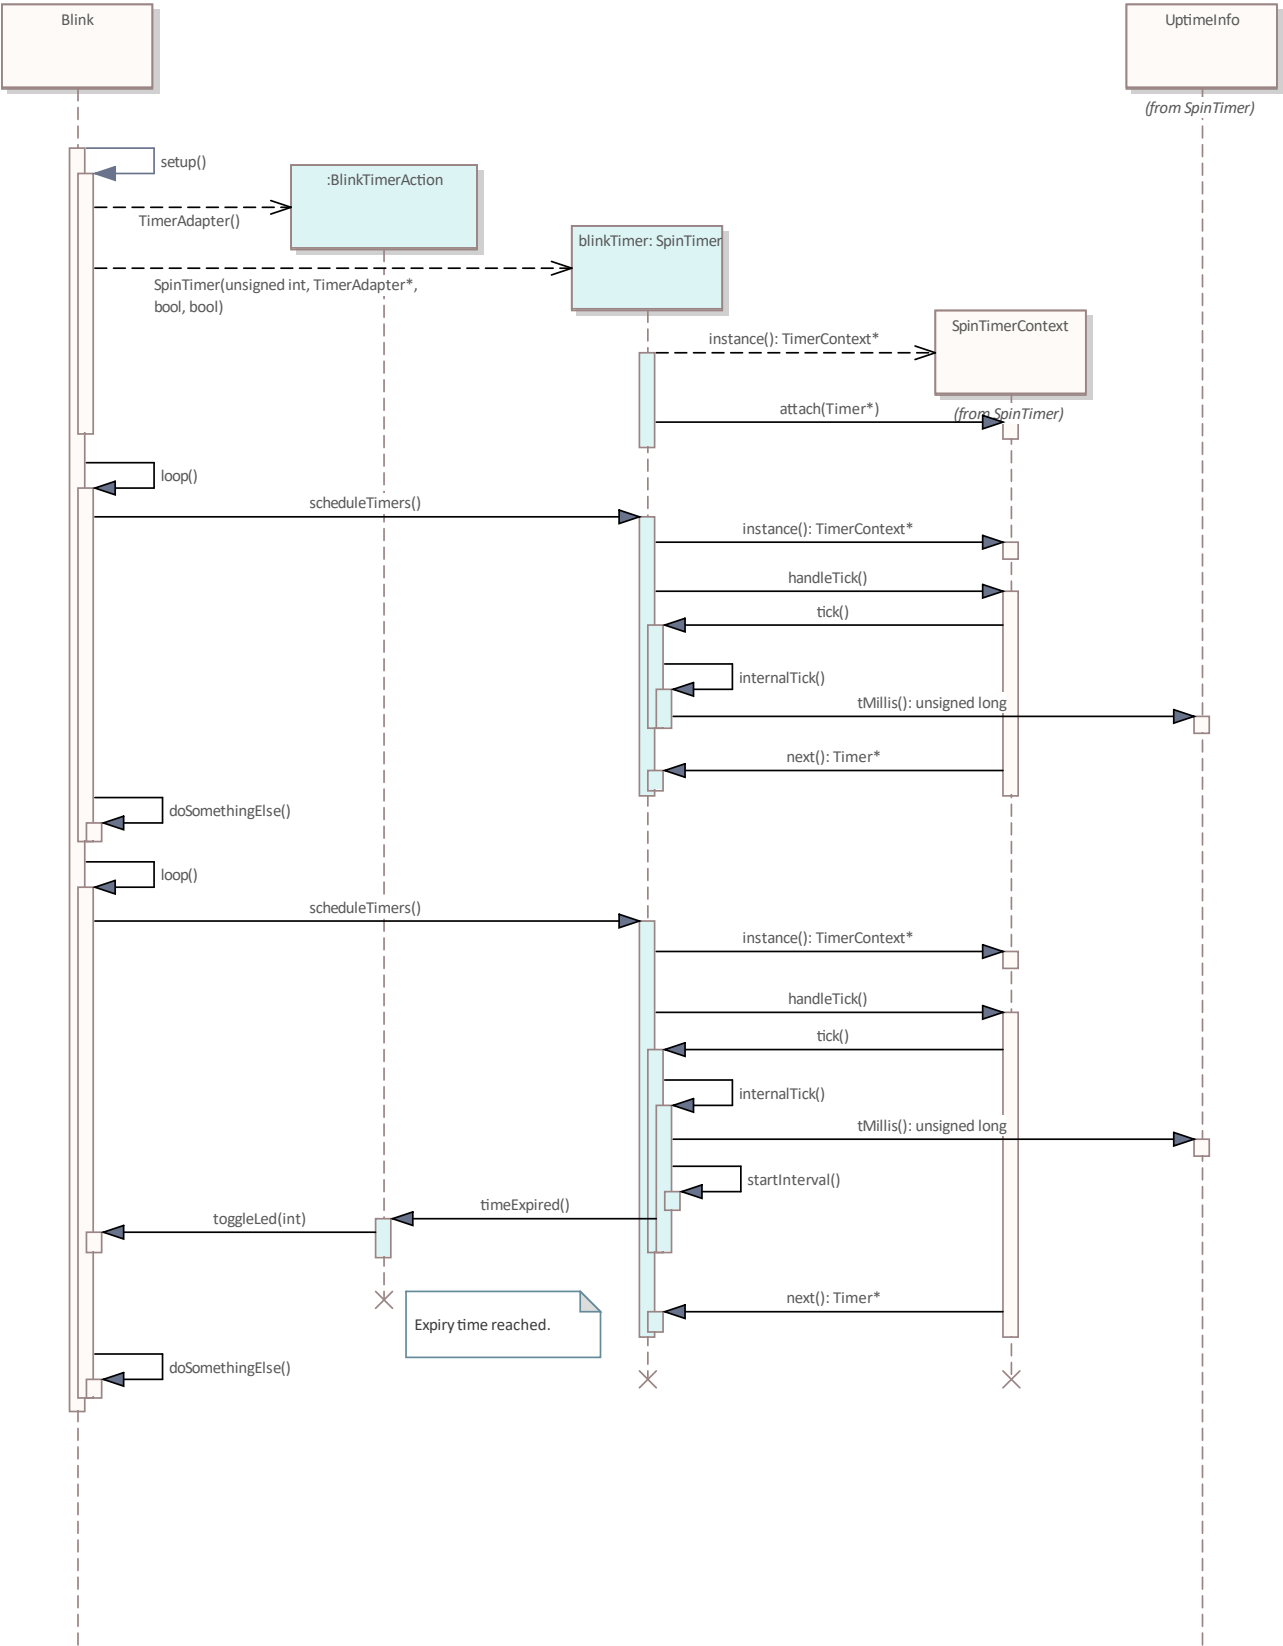 Blink
UptimeInfo
(from SpinTimer)
setup()
:BlinkTimerAction
TimerAdapter()
blinkTimer: SpinTimer
SpinTimer(unsigned int, TimerAdapter*,
bool, bool)
SpinTimerContext
instance(): TimerContext*
attach(Timer*)
(from SpinTimer)
loop()
scheduleTimers()
instance(): TimerContext*
handleTick()
tick()
internalTick()
tMillis(): unsigned long
next(): Timer*
doSomethingElse()
loop()
scheduleTimers()
instance(): TimerContext*
handleTick()
tick()
internalTick()
tMillis(): unsigned long
startInterval()
timeExpired()
toggleLed(int)
next(): Timer*
Expiry time reached.
doSomethingElse()